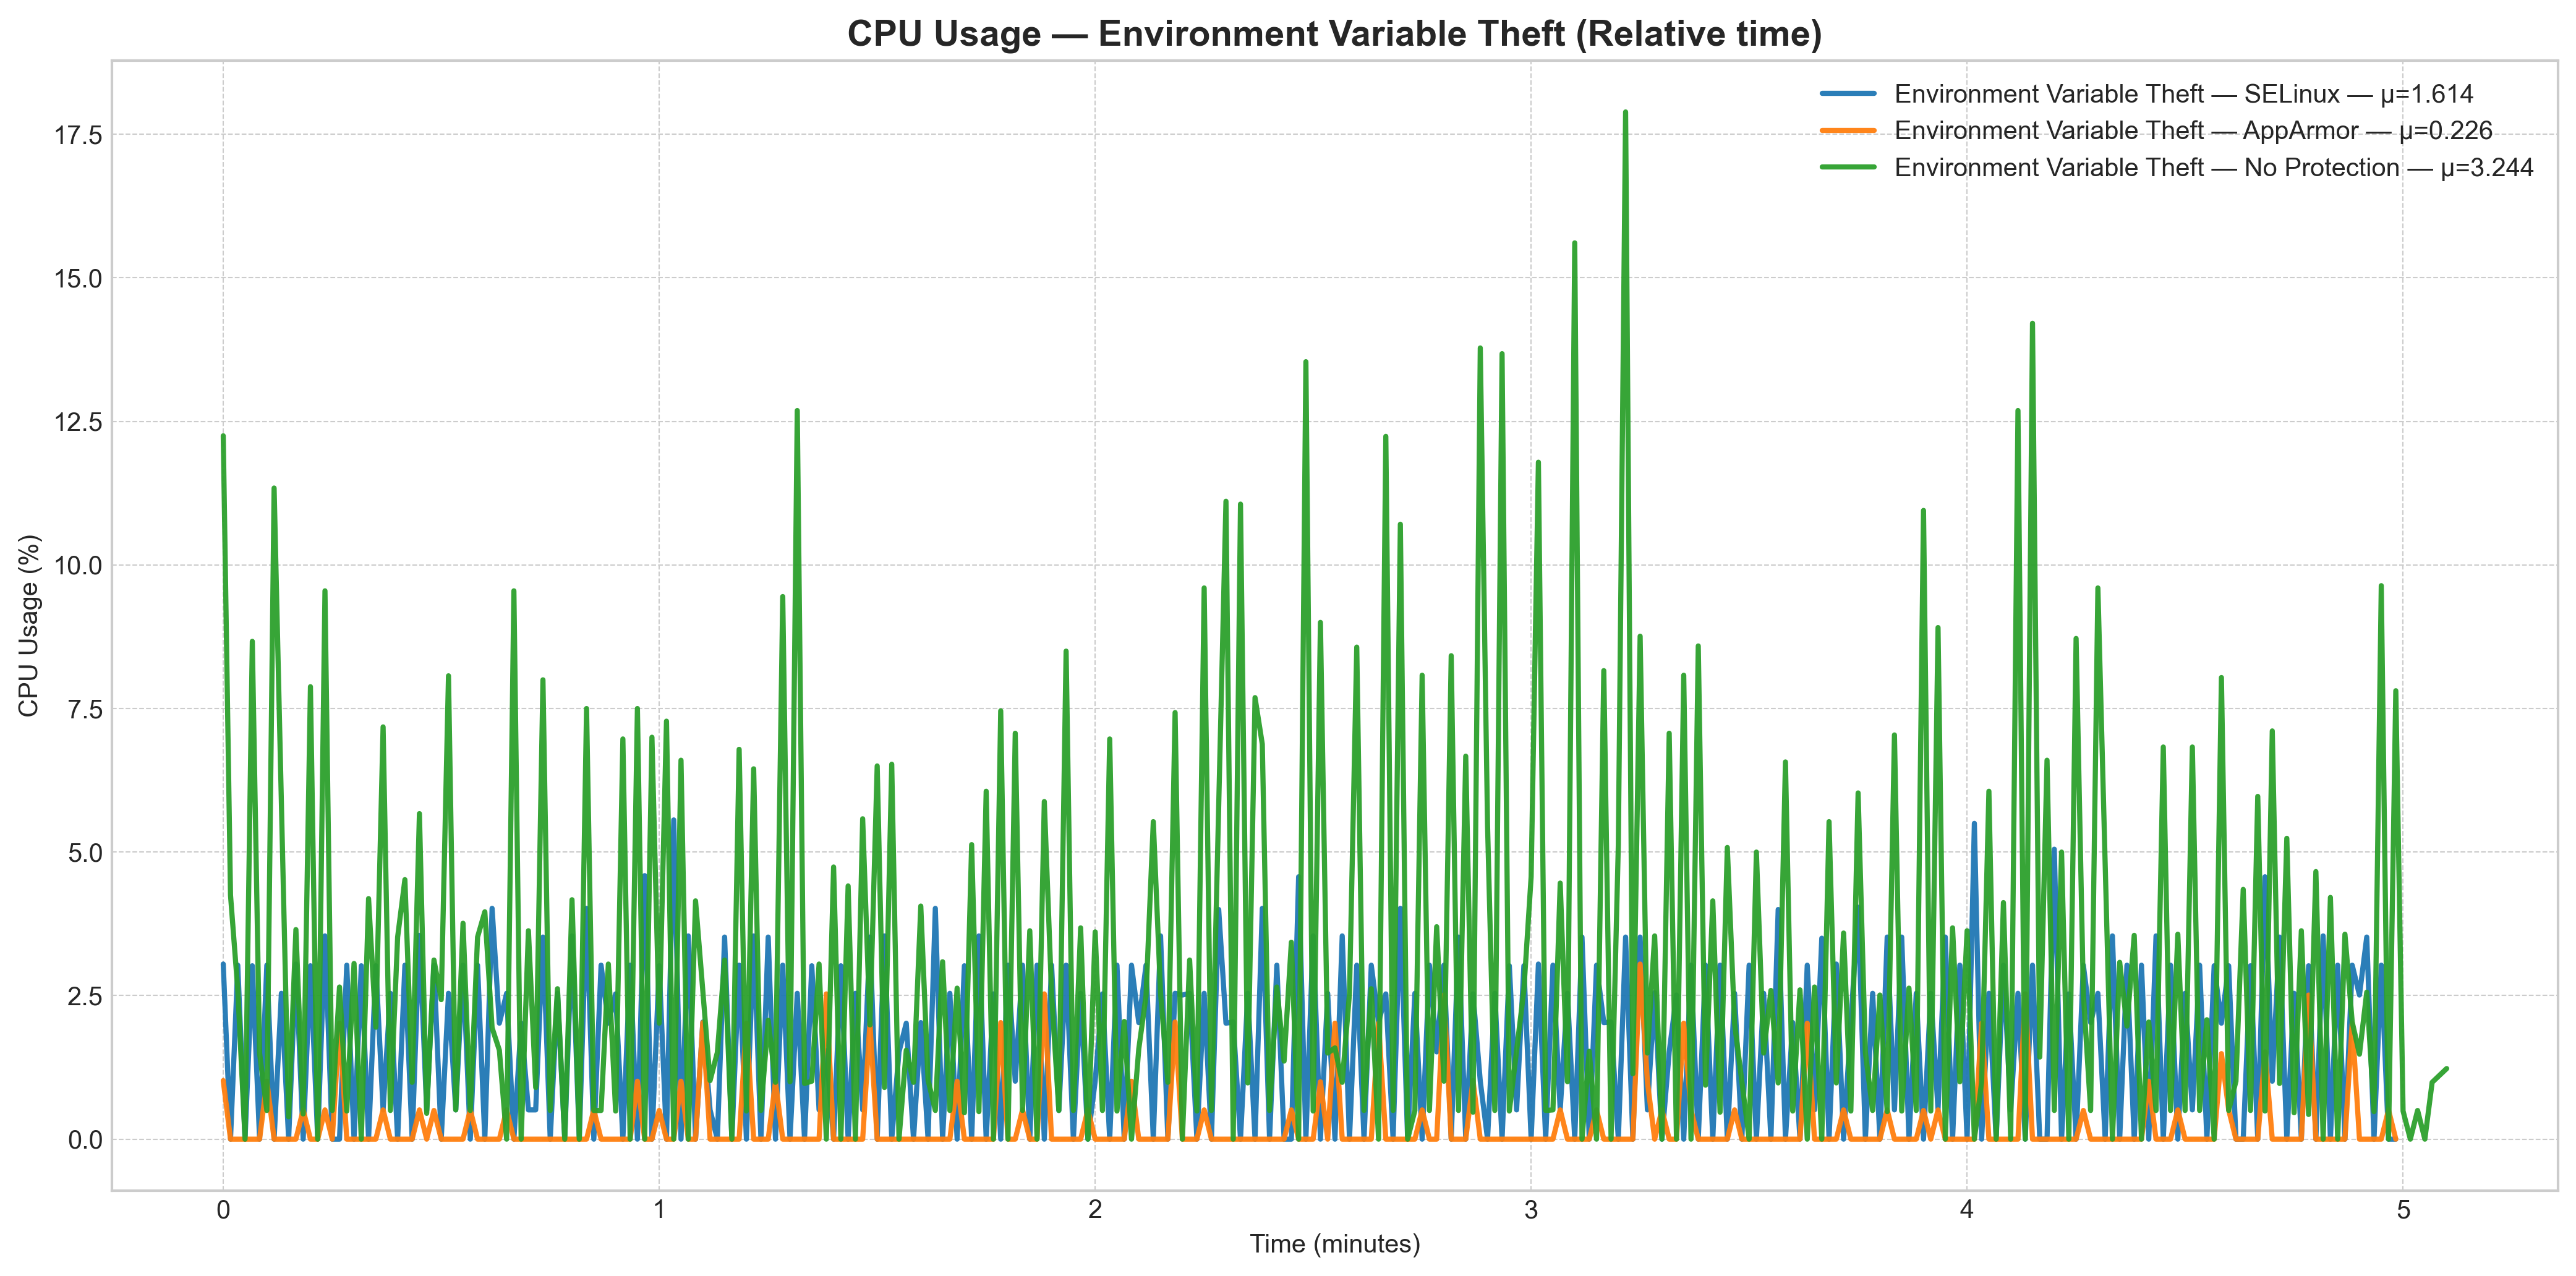 CPU Usage — Environment Variable Theft (Relative time)
Environment Variable Theft — SELinux — µ=1.614
Environment Variable Theft — AppArmor — µ=0.226
Environment Variable Theft — No Protection — µ=3.244
CPU Usage (%)
17.5
15.0
12.5
10.0
7.5
5.0
2.5
0.0
0 1 2 3 4 5
Time (minutes)